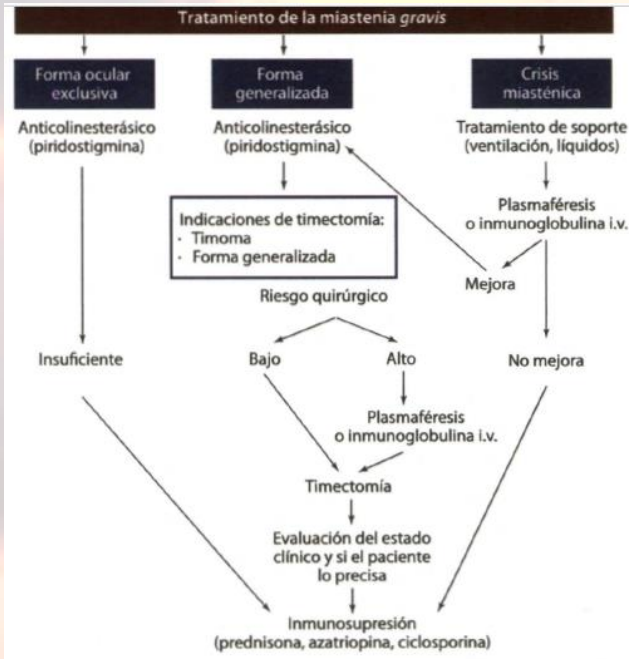 Tratamiento de la miastenia gravis
Forma ocular
exclusiva
Anticolinesterásico
(piridostigmina)
Insuficiente
Forma
generalizada
Anticolinesterásico
(piridostigmina)
Indicaciones de timectomía:
· Timoma
· Forma generalizada
Riesgo quirúrgico
Bajo
Alto
Plasmaféresis
o inmunoglobulina i.v.
Timectomía
Evaluación del estado
clínico y si el paciente
lo precisa
Crisis
miasténica
Tratamiento de soporte
(ventilación, líquidos)
Plasmaféresis
o inmunoglobulina i.v.
Mejora
No mejora
Inmunosupresión
(prednisona, azatriopina, ciclosporina)